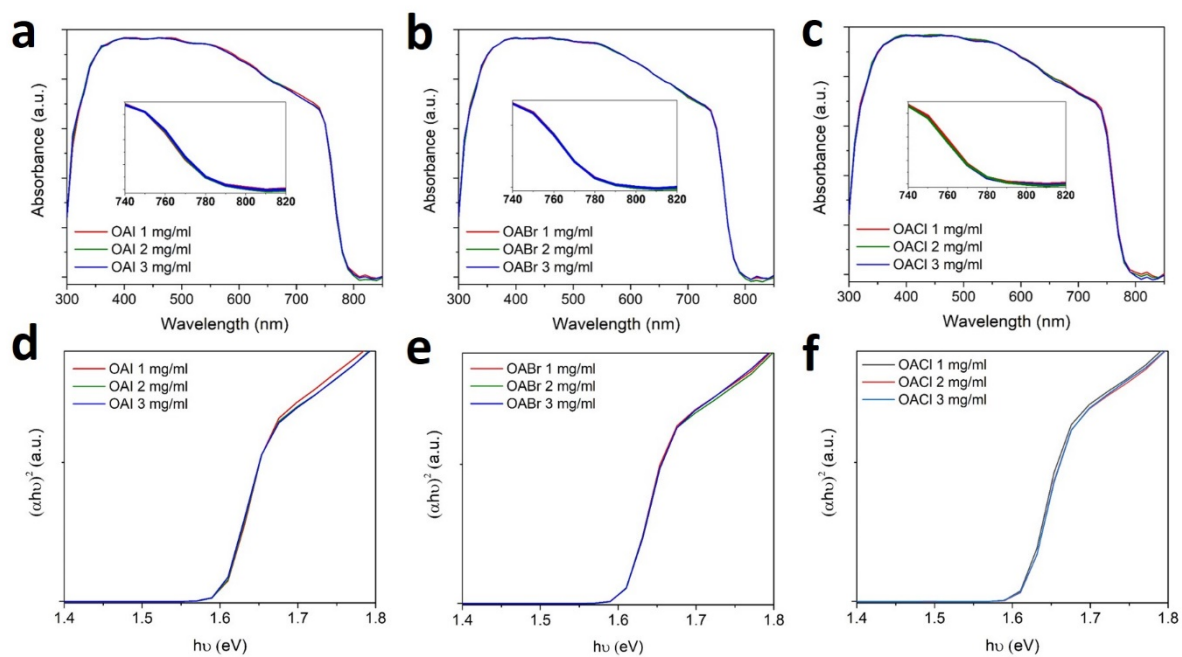 a
Absorbance (a.u.)
740 760 780 800 820
OAI 1 mg/ml
OAI 2 mg/ml
OAI 3 mg/ml
300 400 500 600 700 800
Wavelength (nm)
b
Absorbance (a.u.)
740 760 780 800 820
OABr 1 mg/ml
OABr 2 mg/ml
OABr 3 mg/ml
300 400 500 600 700 800
Wavelength (nm)
c
Absorbance (a.u.)
740 760 780 800 820
OACl 1 mg/ml
OACl 2 mg/ml
OACl 3 mg/ml
300 400 500 600 700 800
Wavelength (nm)
d
(αhυ)² (a.u.)
OAI 1 mg/ml
OAI 2 mg/ml
OAI 3 mg/ml
1.4 1.5 1.6 1.7 1.8
hυ (eV)
e
(αhυ)² (a.u.)
OABr 1 mg/ml
OABr 2 mg/ml
OABr 3 mg/ml
1.4 1.5 1.6 1.7 1.8
hυ (eV)
f
(αhυ)² (a.u.)
OACl 1 mg/ml
OACl 2 mg/ml
OACl 3 mg/ml
1.4 1.5 1.6 1.7 1.8
hυ (eV)